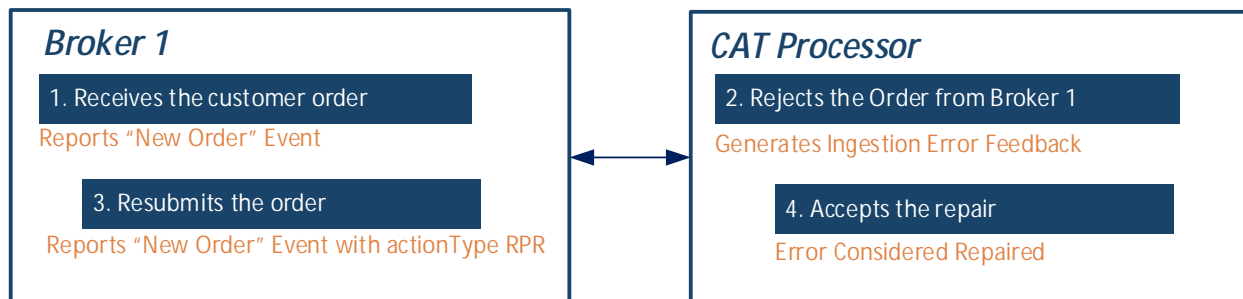 Broker 1
1. Receives the customer order
Reports “New Order” Event
3. Resubmits the order
Reports “New Order” Event with actionType RPR
CAT Processor
2. Rejects the Order from Broker 1
Generates Ingestion Error Feedback
4. Accepts the repair
Error Considered Repaired